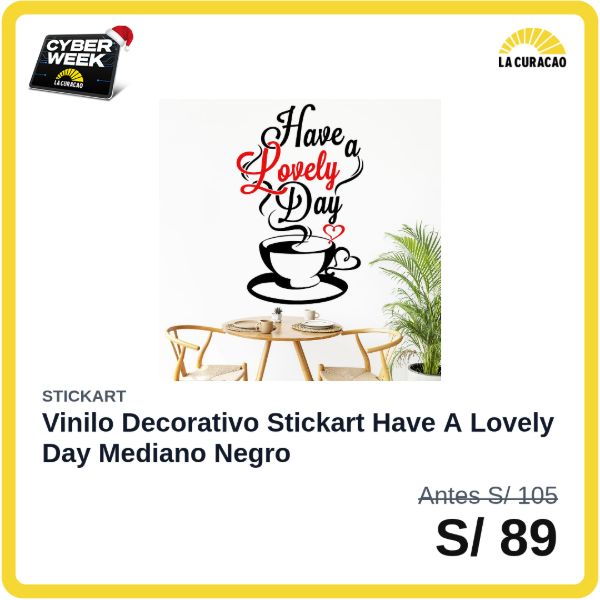 CYBER
WEEK
LA CURACAO
LA CURACAO
Have a
Lovely
Day
STICKART
Vinilo Decorativo Stickart Have A Lovely
Day Mediano Negro
Antes S/ 105
S/ 89